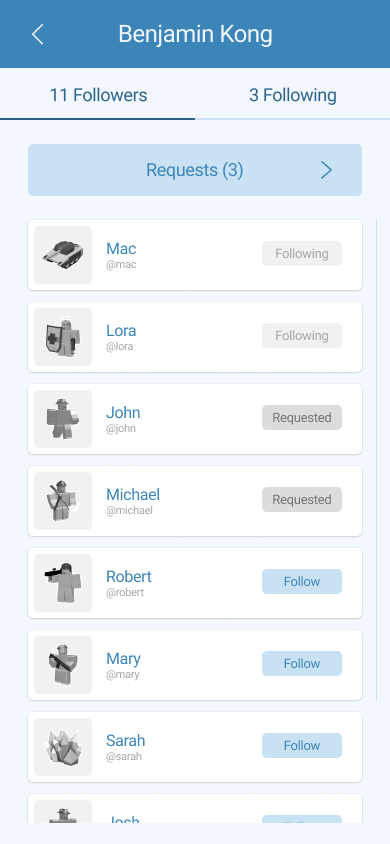 Benjamin Kong
11 Followers
3 Following
Requests (3)
Mac
@mac
Following
Lora
@lora
Following
John
@john
Requested
Michael
@michael
Requested
Robert
@robert
Follow
Mary
@mary
Follow
Sarah
@sarah
Follow
Josh